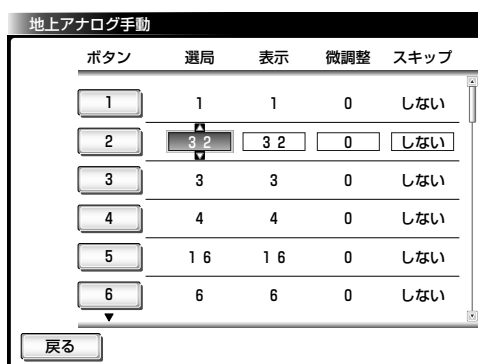 地上アナログ手動
ボタン 選局 表示 微調整 スキップ
1 1 1 0 しない
2 32 32 0 しない
3 3 3 0 しない
4 4 4 0 しない
5 16 16 0 しない
6 6 6 0 しない
戻る